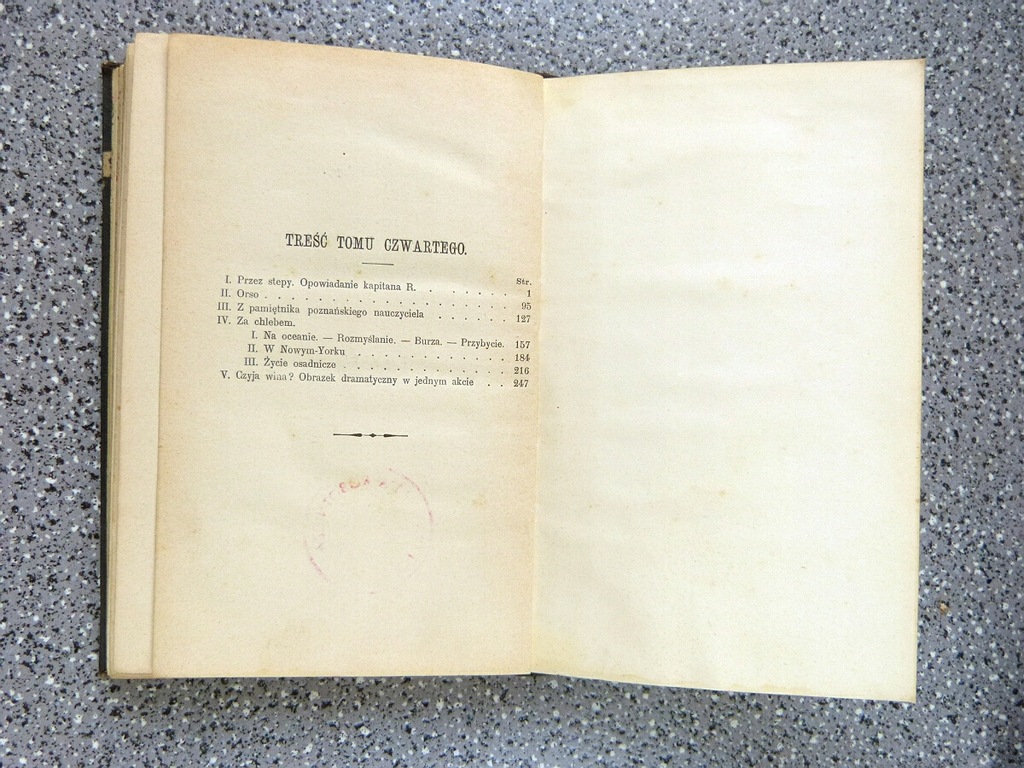 TREŚĆ TOMU CZWARTEGO.
Str.
I. Przez stepy. Opowiadanie kapitana R. . . . . . . 1
II. Orso . . . . . . . . . . . . . . . . . . 95
III. Z pamiętnika poznańskiego nauczyciela . . . . . . 127
IV. Za chlebem.
I. Na oceanie. — Rozmyślanie. — Burza. — Przybycie. 157
II. W Nowym-Yorku . . . . . . . . . . . . 184
III. Życie osadnicze . . . . . . . . . . . . . 216
V. Czyja wina? Obrazek dramatyczny w jednym akcie . . 247